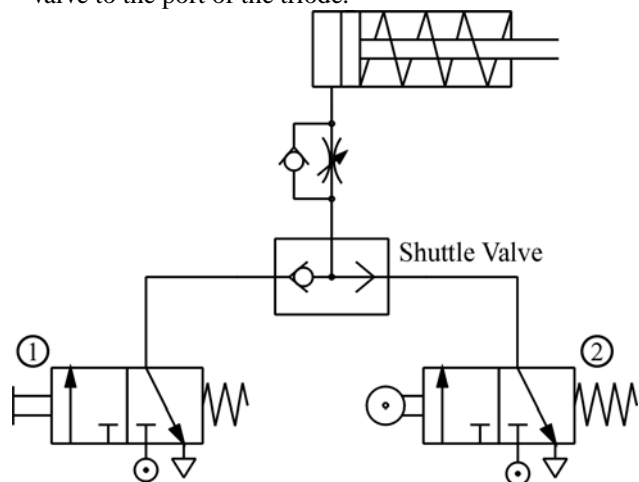 valve to the port of the triode.
Shuttle Valve
1
2